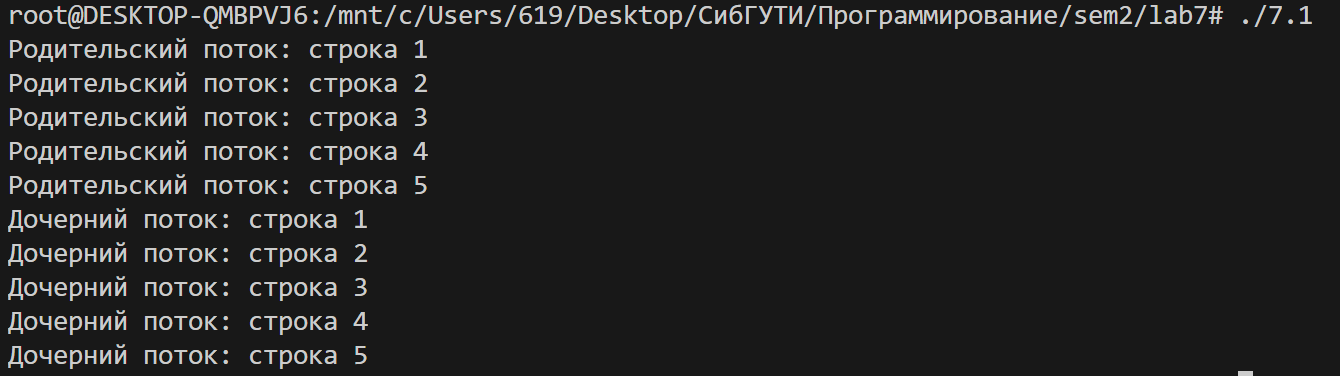 root@DESKTOP-QMBPVJ6:/mnt/c/Users/619/Desktop/СибГУТИ/Программирование/sem2/lab7# ./7.1
Родительский поток: строка 1
Родительский поток: строка 2
Родительский поток: строка 3
Родительский поток: строка 4
Родительский поток: строка 5
Дочерний поток: строка 1
Дочерний поток: строка 2
Дочерний поток: строка 3
Дочерний поток: строка 4
Дочерний поток: строка 5